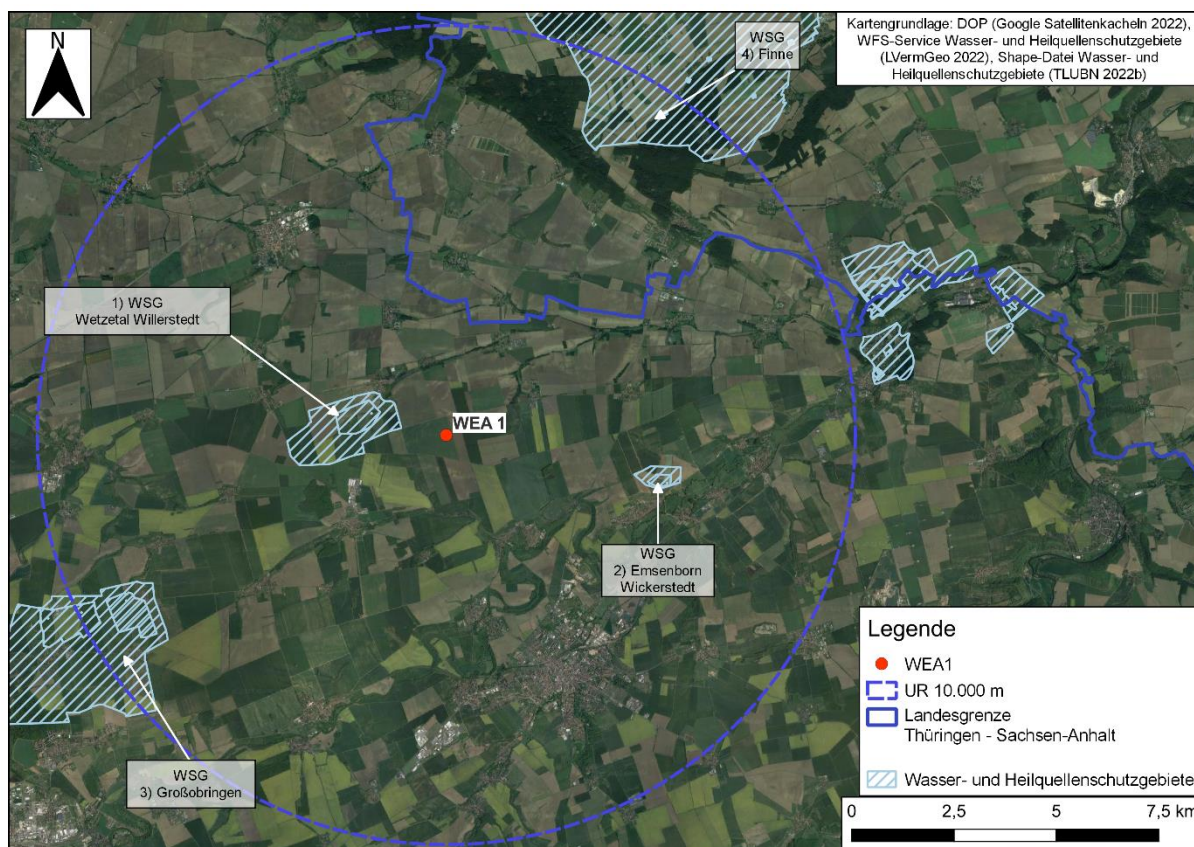 N
WSG
4) Finne
Kartengrundlage: DOP (Google Satellitenkacheln 2022),
WFS-Service Wasser- und Heilquellenschutzgebiete
(LVermGeo 2022), Shape-Datei Wasser- und
Heilquellenschutzgebiete (TLUBN 2022b)
1) WSG
Wetzetal Willerstedt
WEA 1
WSG
2) Emsenborn
Wickerstedt
WSG
3) Großobringen
Legende
WEA1
UR 10.000 m
Landesgrenze
Thüringen - Sachsen-Anhalt
Wasser- und Heilquellenschutzgebiete
0 2,5 5 7,5 km